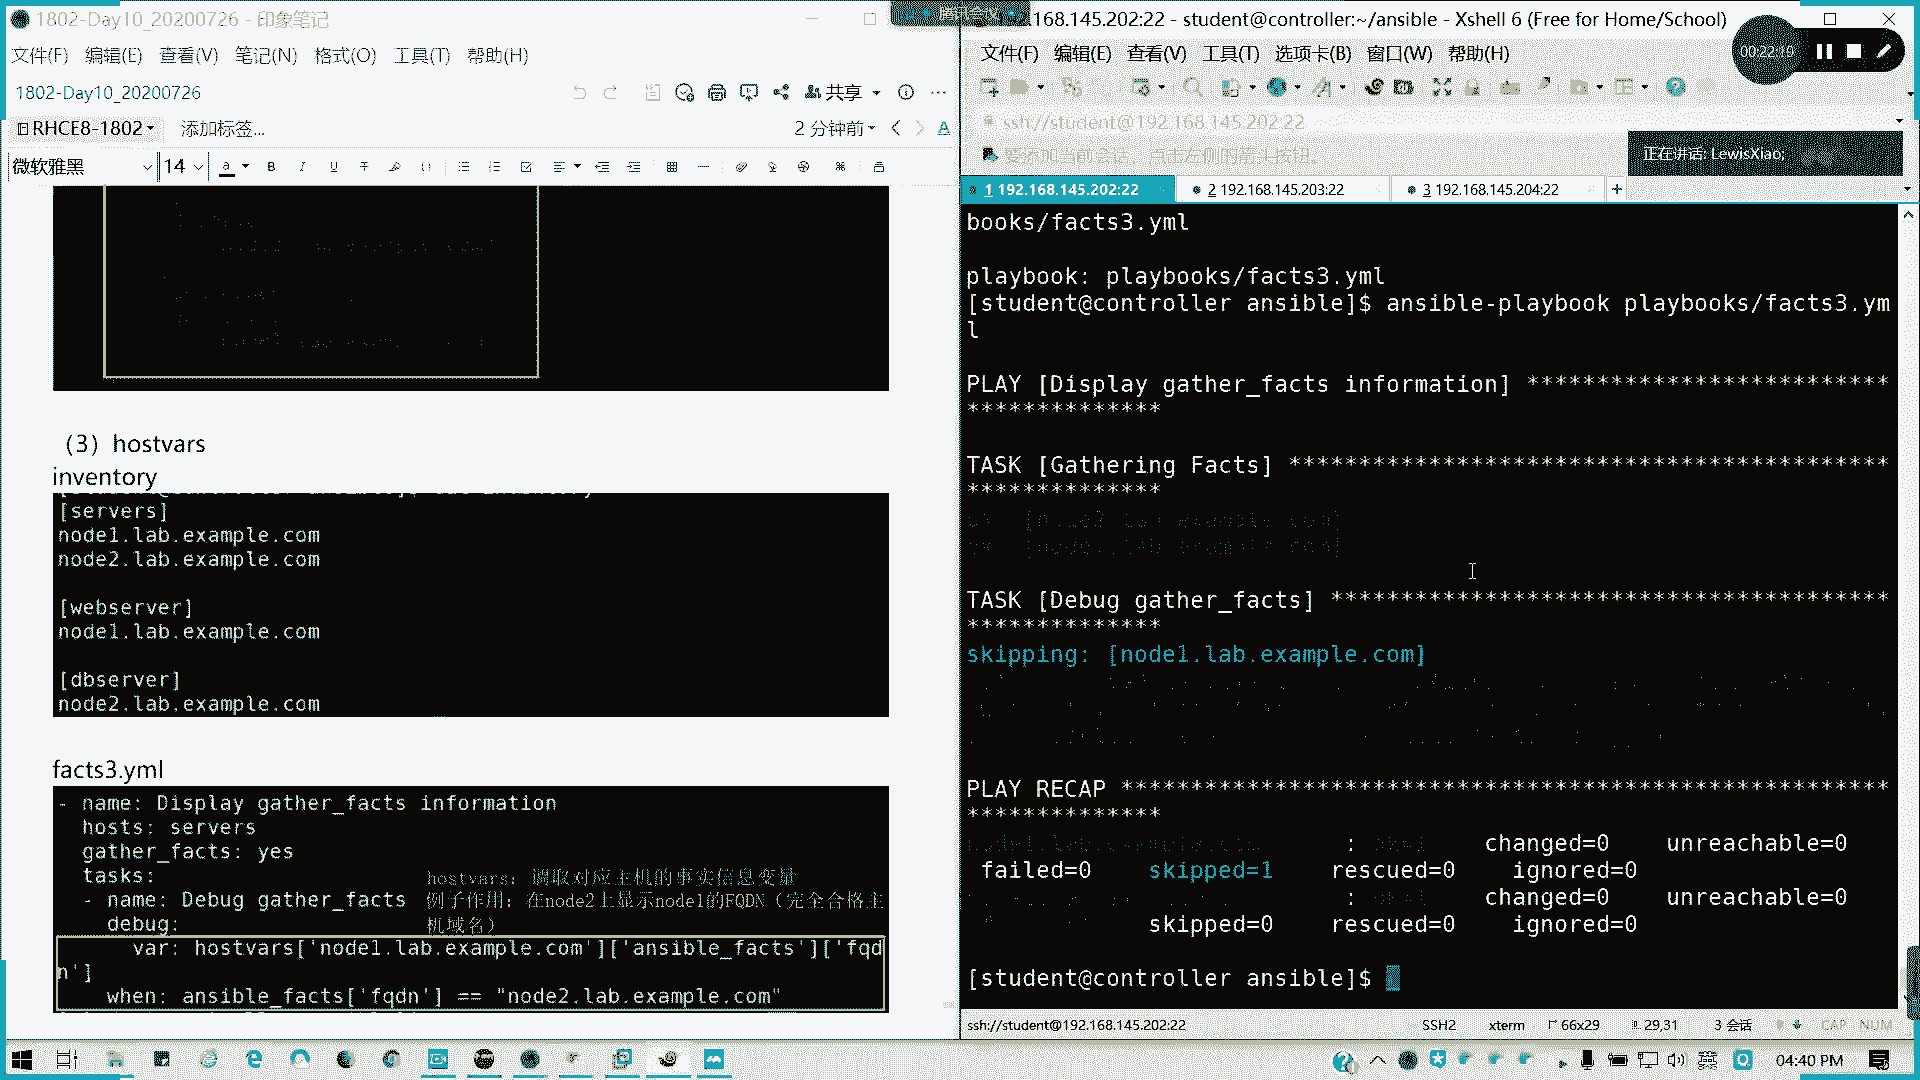 1802-Day10_20200726 - 印象笔记
文件(F) 编辑(E) 查看(V) 笔记(N) 格式(O) 工具(T) 帮助(H)
1802-Day10_20200726
共享
RHCE8-1802
添加标签...
2 分钟前
微软雅黑
14
（3）hostvars
inventory
[servers]
node1.lab.example.com
node2.lab.example.com
[webserver]
node1.lab.example.com
[dbserver]
node2.lab.example.com
facts3.yml
- name: Display gather_facts information
hosts: servers
gather_facts: yes
tasks:
- name: Debug gather_facts
debug:
hostvars: 调取对应主机的事实信息变量
例子作用: 在node2上显示node1的FQDN（完全合格主
机域名）
var: hostvars['node1.lab.example.com']['ansible_facts']['fqd
n']
when: ansible_facts['fqdn'] == "node2.lab.example.com"
腾讯会议
.168.145.202:22 - student@controller:~/ansible - Xshell 6 (Free for Home/School)
00:22:19
文件(F) 编辑(E) 查看(V) 工具(T) 选项卡(B) 窗口(W) 帮助(H)
ssh://student@192.168.145.202:22
要添加当前会话，点击左侧的箭头按钮。
正在讲话: LewisXiao;
1 192.168.145.202:22
2 192.168.145.203:22
3 192.168.145.204:22
books/facts3.yml
playbook: playbooks/facts3.yml
[student@controller ansible]$ ansible-playbook playbooks/facts3.ym
l
PLAY [Display gather_facts information] **************************
**************
TASK [Gathering Facts] *******************************************
**************
TASK [Debug gather_facts] ****************************************
**************
skipping: [node1.lab.example.com]
PLAY RECAP *******************************************************
**************
: changed=0 unreachable=0
failed=0 skipped=1 rescued=0 ignored=0
: changed=0 unreachable=0
skipped=0 rescued=0 ignored=0
[student@controller ansible]$
ssh://student@192.168.145.202:22
SSH2
xterm
66x29
29,31
3 会话
CAP NUM
英
04:40 PM